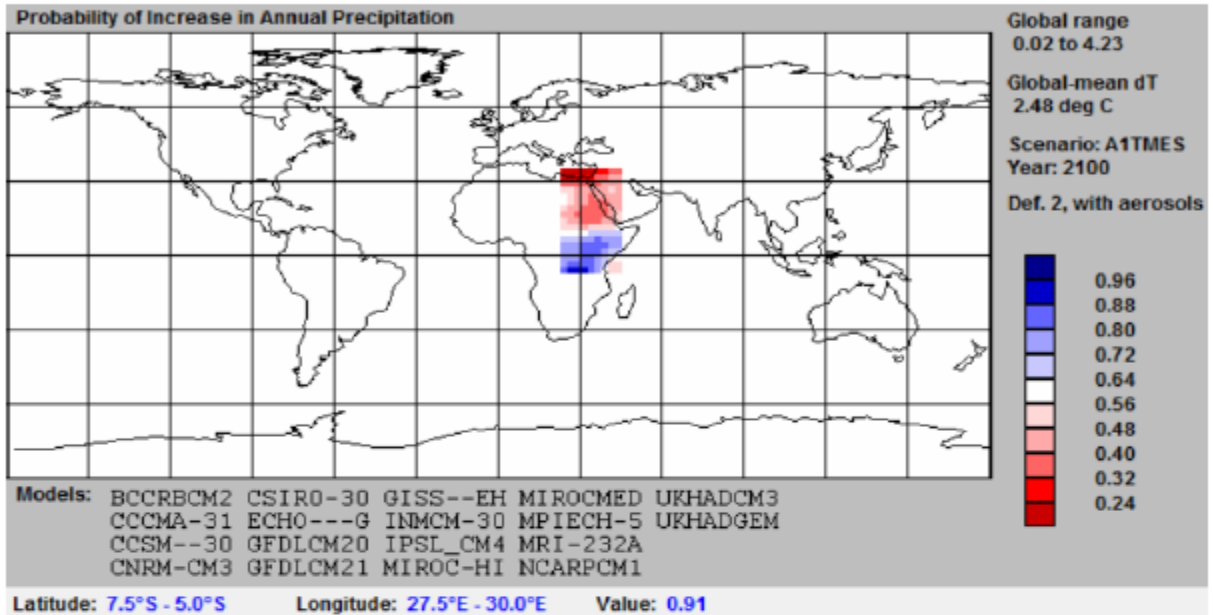 Probability of Increase in Annual Precipitation
Global range
0.02 to 4.23
Global-mean dT
2.48 deg C
Scenario: A1TMES
Year: 2100
Def. 2, with aerosols
0.96
0.88
0.80
0.72
0.64
0.56
0.48
0.40
0.32
0.24
Models: BCCRBCM2 CSIRO-30 GISS--EH MIROCMED UKHADCM3
CCCMA-31 ECHO---G INMCM-30 MPIECH-5 UKHADGEM
CCSM--30 GFDLCM20 IPSL_CM4 MRI-232A
CNRM-CM3 GFDLCM21 MIROC-HI NCARPCM1
Latitude: 7.5°S - 5.0°S Longitude: 27.5°E - 30.0°E Value: 0.91